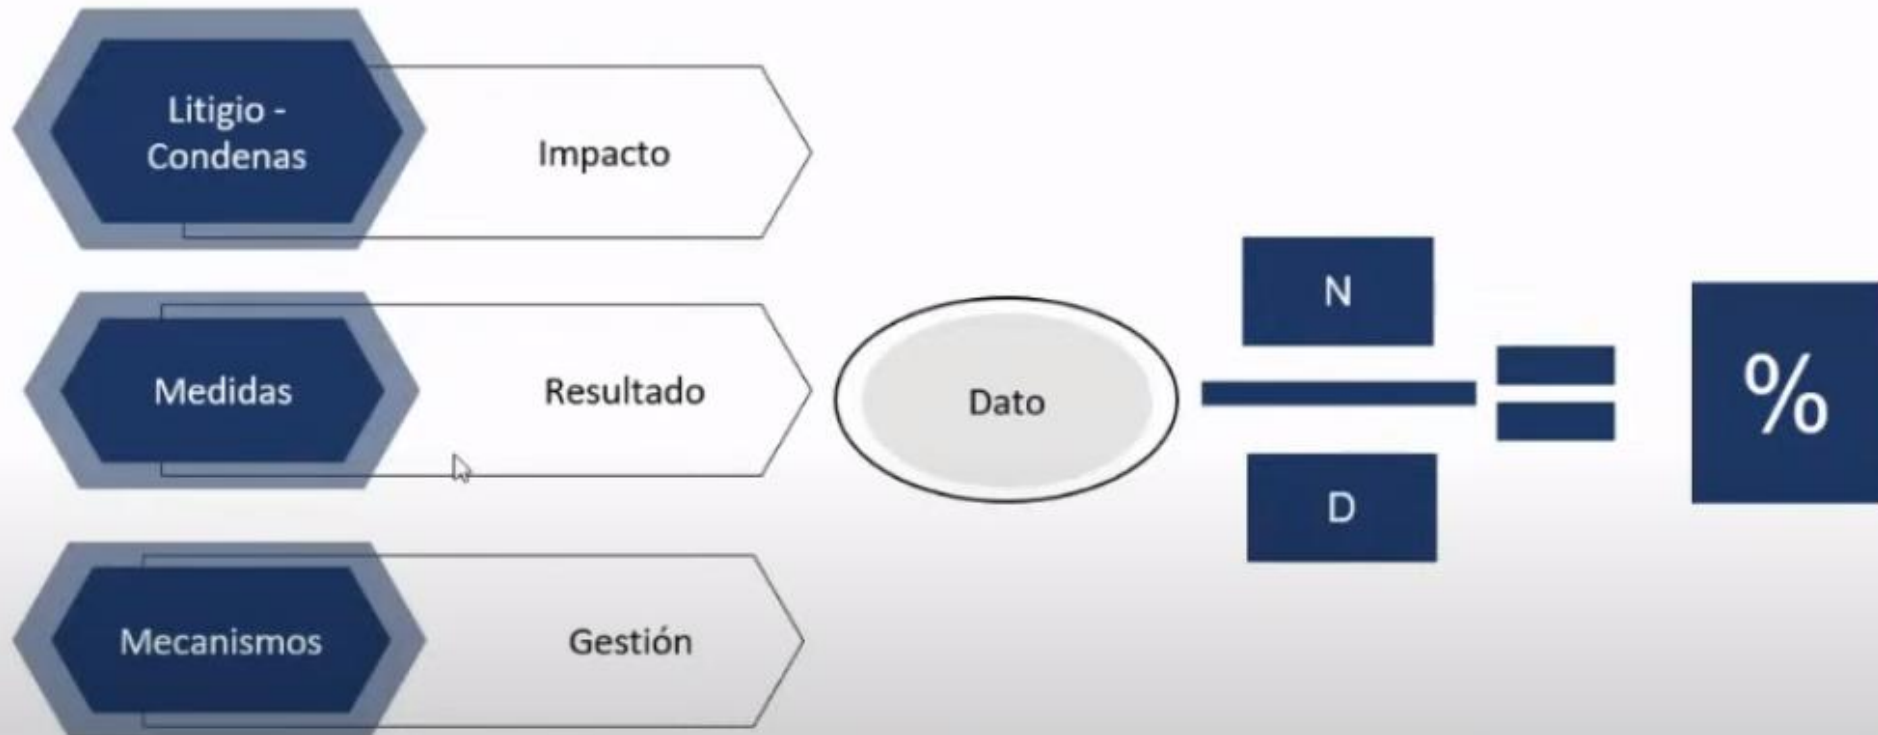 Litigio -
Condenas
Impacto
Medidas
Resultado
Mecanismos
Gestión
Dato
N
D
%